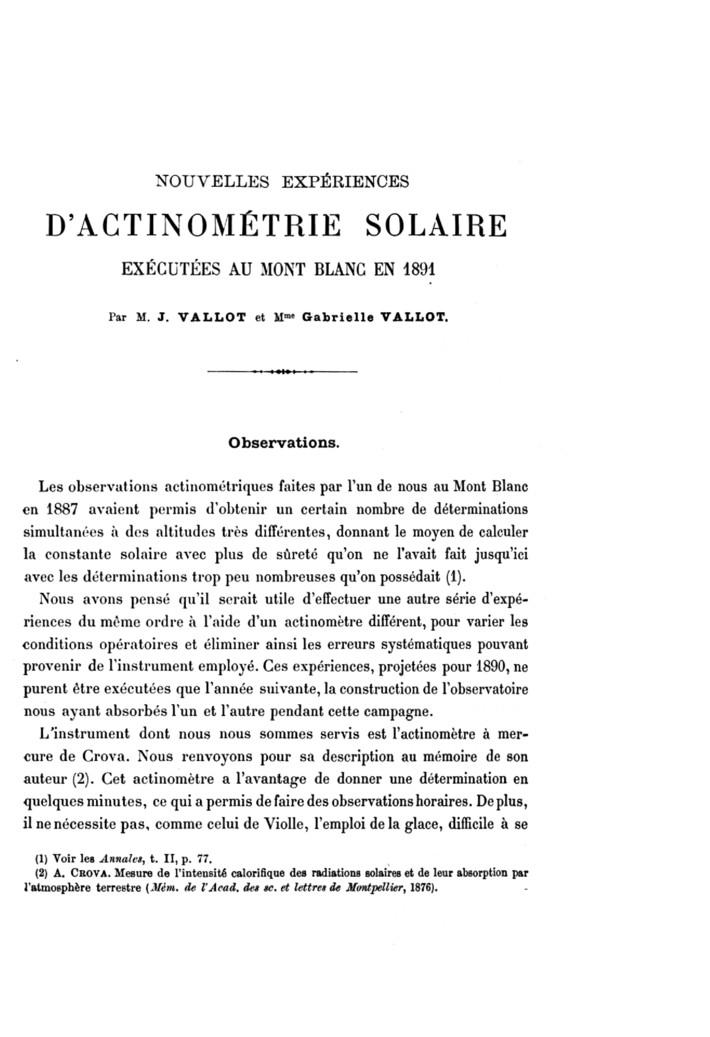 NOUVELLES EXPÉRIENCES
D'ACTINOMÉTRIE SOLAIRE
EXÉCUTÉES AU MONT BLANC EN 1891
Par M. J. VALLOT et Mme Gabrielle VALLOT.
Observations.
Les observations actinométriques faites par l'un de nous au Mont Blanc
en 1887 avaient permis d'obtenir un certain nombre de déterminations
simultanées à des altitudes très différentes, donnant le moyen de calculer
la constante solaire avec plus de sûreté qu'on ne l'avait fait jusqu'ici
avec les déterminations trop peu nombreuses qu'on possédait (1).
Nous avons pensé qu'il serait utile d'effectuer une autre série d'expé-
riences du même ordre à l'aide d'un actinomètre différent, pour varier les
conditions opératoires et éliminer ainsi les erreurs systématiques pouvant
provenir de l'instrument employé. Ces expériences, projetées pour 1890, ne
purent être exécutées que l'année suivante, la construction de l'observatoire
nous ayant absorbés l'un et l'autre pendant cette campagne.
L'instrument dont nous nous sommes servis est l'actinomètre à mer-
cure de Crova. Nous renvoyons pour sa description au mémoire de son
auteur (2). Cet actinomètre a l'avantage de donner une détermination en
quelques minutes, ce qui a permis de faire des observations horaires. De plus,
il ne nécessite pas, comme celui de Violle, l'emploi de la glace, difficile à se
(1) Voir les Annales, t. II, p. 77.
(2) A. CROVA. Mesure de l'intensité calorifique des radiations solaires et de leur absorption par
l'atmosphère terrestre (Mém. de l'Acad. des sc. et lettres de Montpellier, 1876).